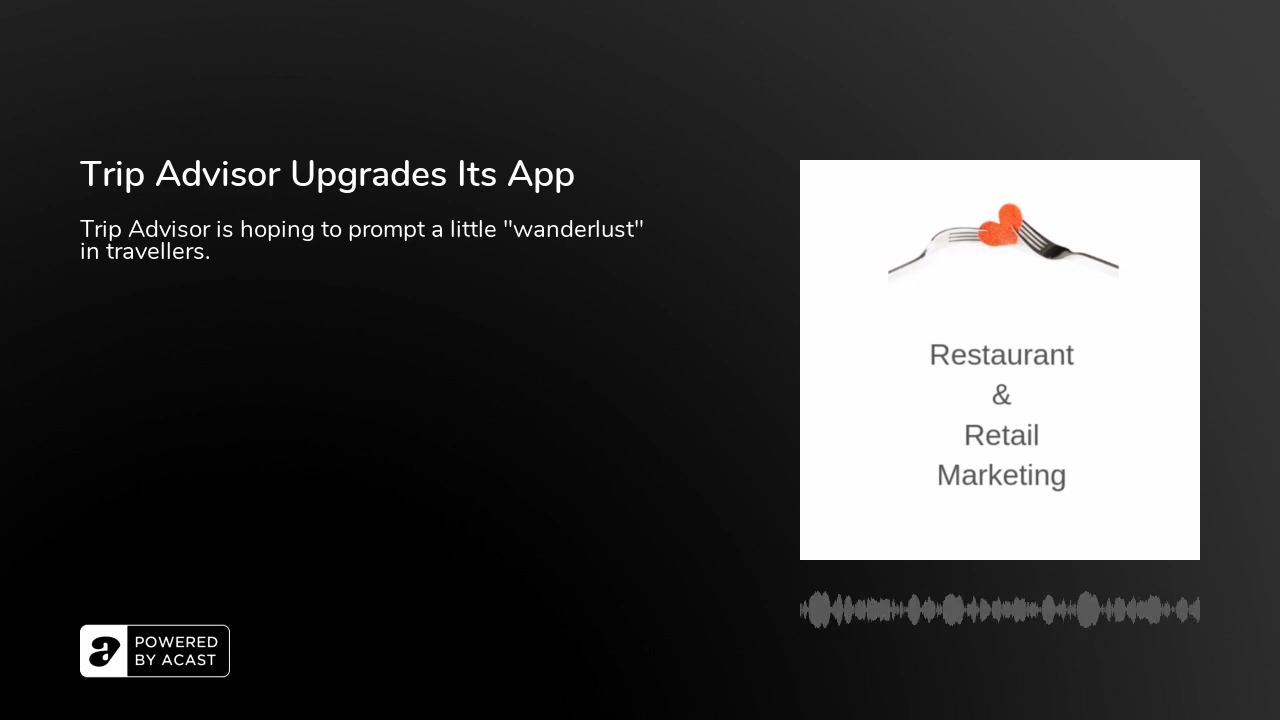 Trip Advisor Upgrades Its App
Trip Advisor is hoping to prompt a little "wanderlust"
in travellers.
Restaurant
&
Retail
Marketing
POWERED
BY ACAST